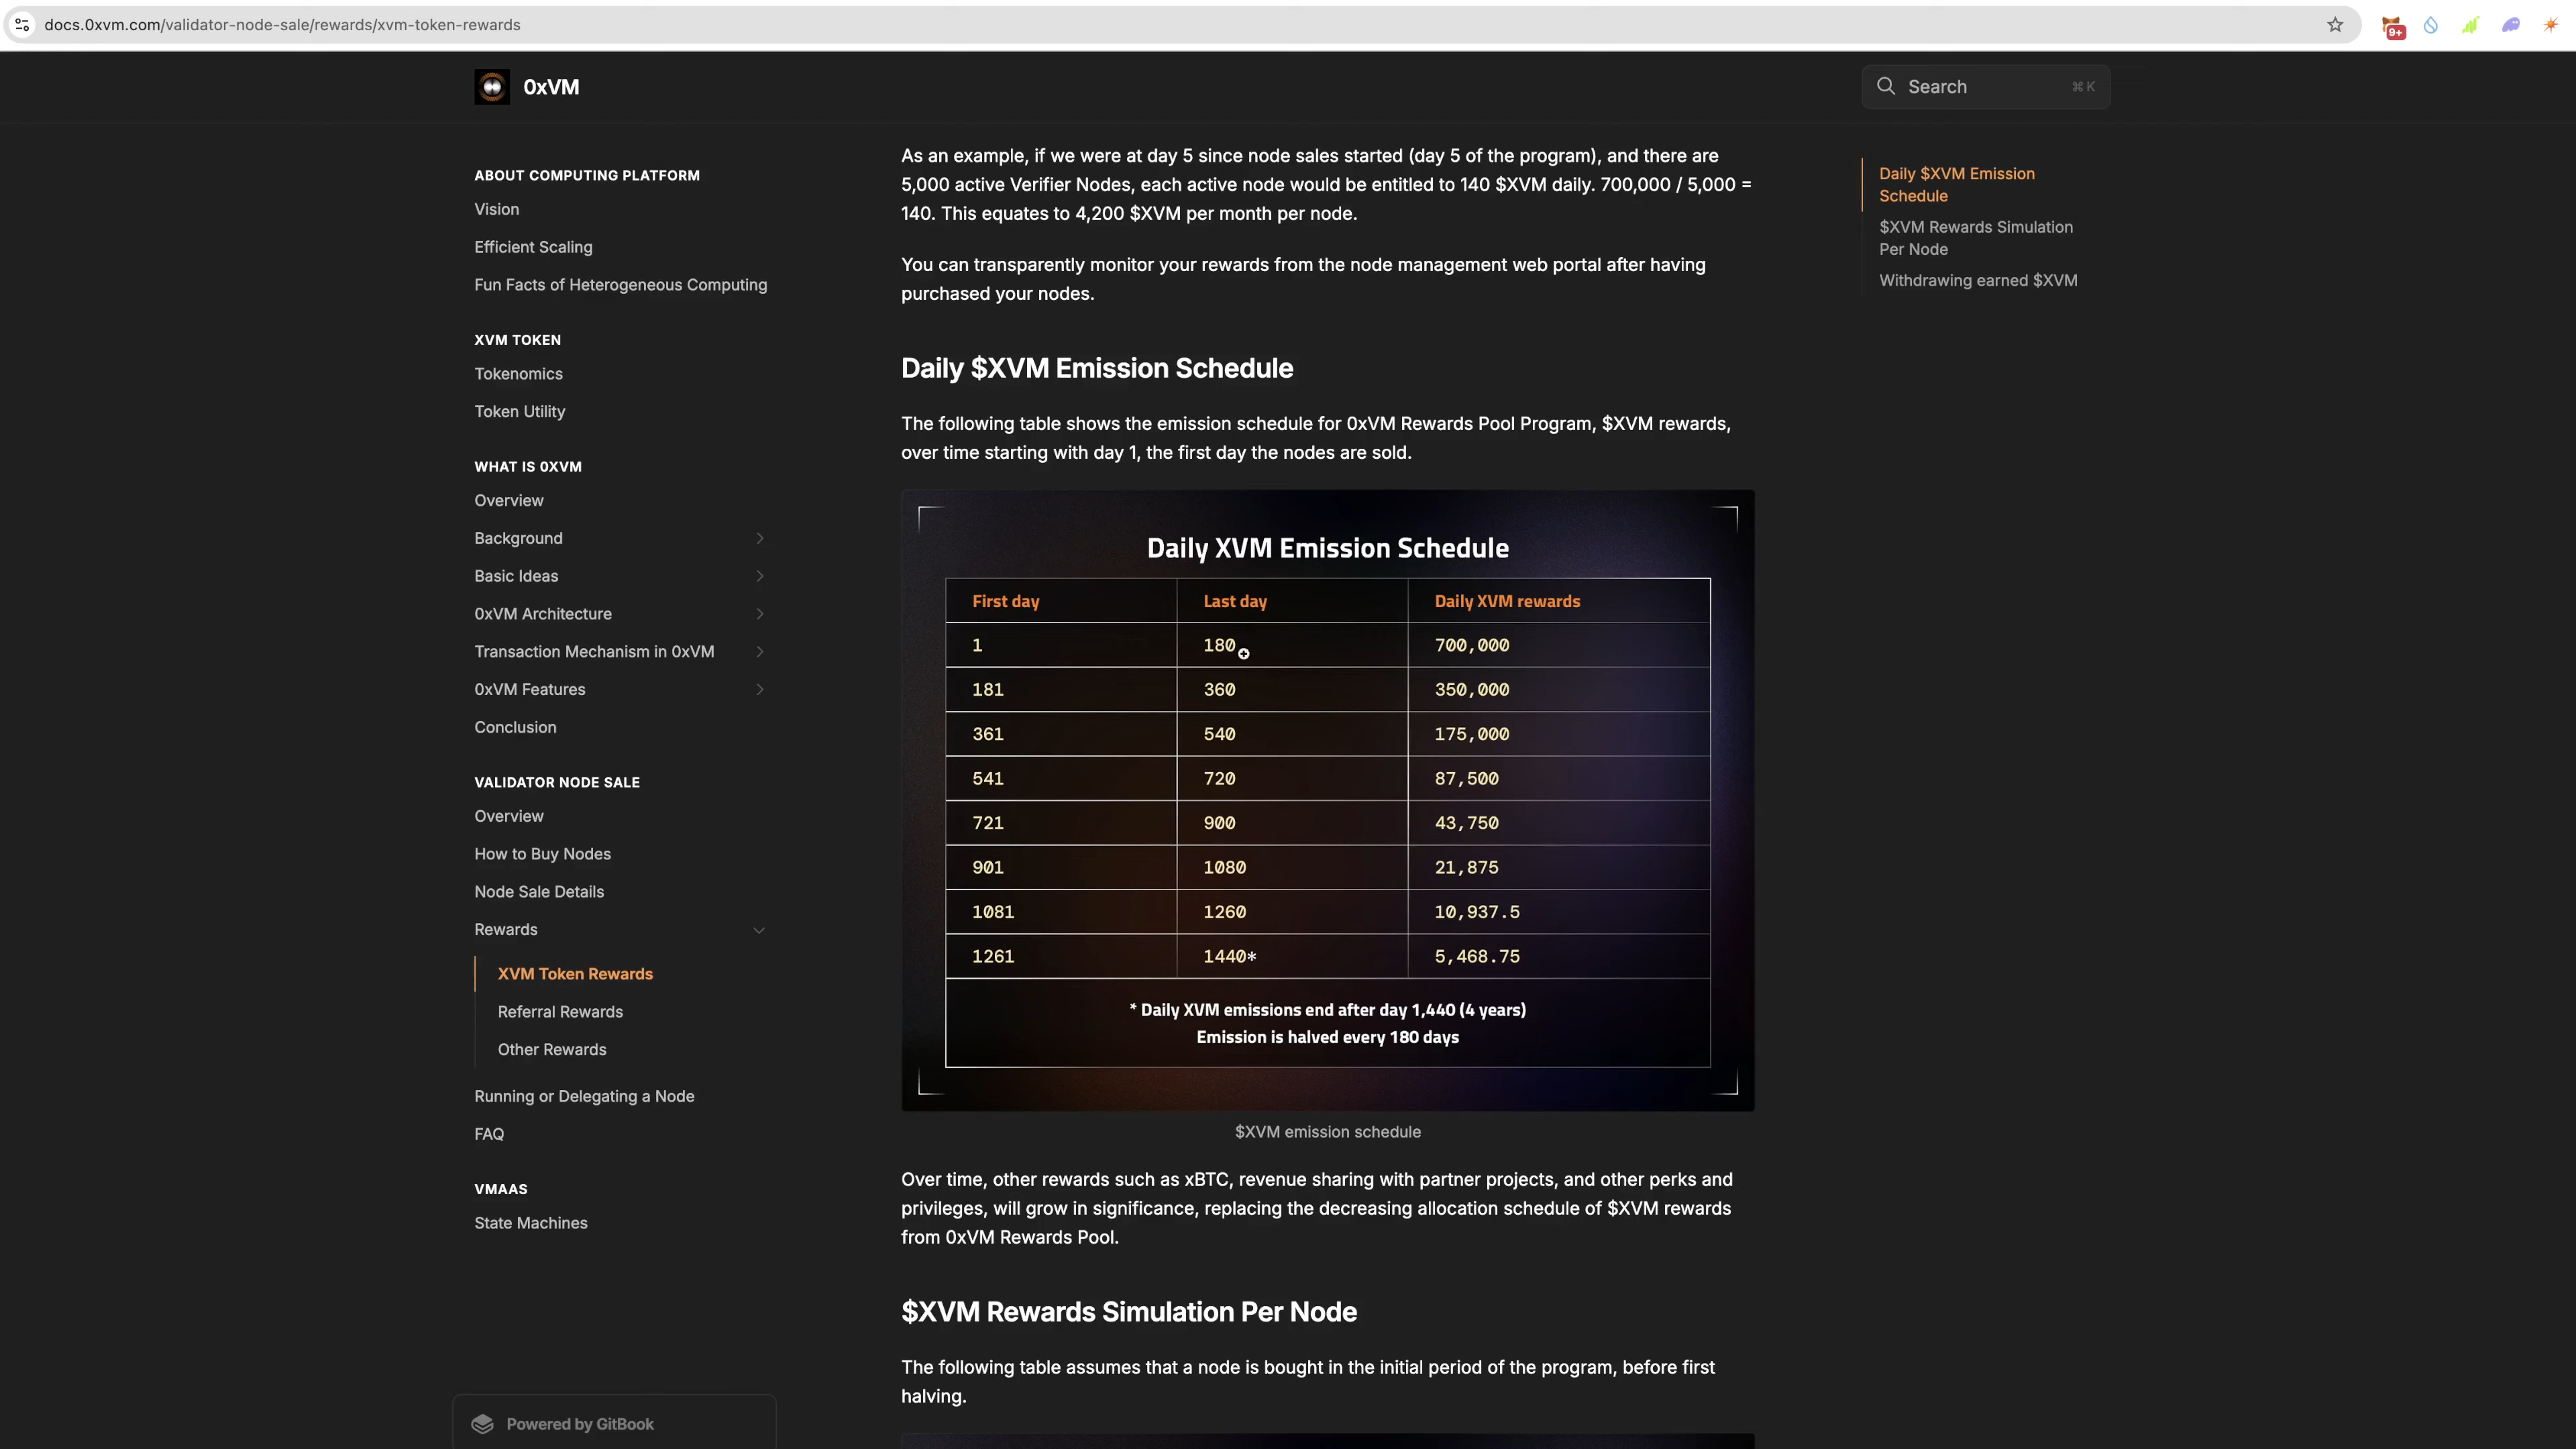 docs.0xvm.com/validator-node-sale/rewards/xvm-token-rewards
9+
0xVM
Search
⌘ K
ABOUT COMPUTING PLATFORM
Vision
Efficient Scaling
Fun Facts of Heterogeneous Computing
XVM TOKEN
Tokenomics
Token Utility
WHAT IS 0XVM
Overview
Background
Basic Ideas
0xVM Architecture
Transaction Mechanism in 0xVM
0xVM Features
Conclusion
VALIDATOR NODE SALE
Overview
How to Buy Nodes
Node Sale Details
Rewards
XVM Token Rewards
Referral Rewards
Other Rewards
Running or Delegating a Node
FAQ
VMAAS
State Machines
Powered by GitBook
As an example, if we were at day 5 since node sales started (day 5 of the program), and there are
5,000 active Verifier Nodes, each active node would be entitled to 140 $XVM daily. 700,000 / 5,000 =
140. This equates to 4,200 $XVM per month per node.
You can transparently monitor your rewards from the node management web portal after having
purchased your nodes.
Daily $XVM Emission Schedule
The following table shows the emission schedule for 0xVM Rewards Pool Program, $XVM rewards,
over time starting with day 1, the first day the nodes are sold.
Daily XVM Emission Schedule
First day Last day Daily XVM rewards
1 180 700,000
181 360 350,000
361 540 175,000
541 720 87,500
721 900 43,750
901 1080 21,875
1081 1260 10,937.5
1261 1440* 5,468.75
* Daily XVM emissions end after day 1,440 (4 years)
Emission is halved every 180 days
$XVM emission schedule
Over time, other rewards such as xBTC, revenue sharing with partner projects, and other perks and
privileges, will grow in significance, replacing the decreasing allocation schedule of $XVM rewards
from 0xVM Rewards Pool.
$XVM Rewards Simulation Per Node
The following table assumes that a node is bought in the initial period of the program, before first
halving.
Daily $XVM Emission
Schedule
$XVM Rewards Simulation
Per Node
Withdrawing earned $XVM